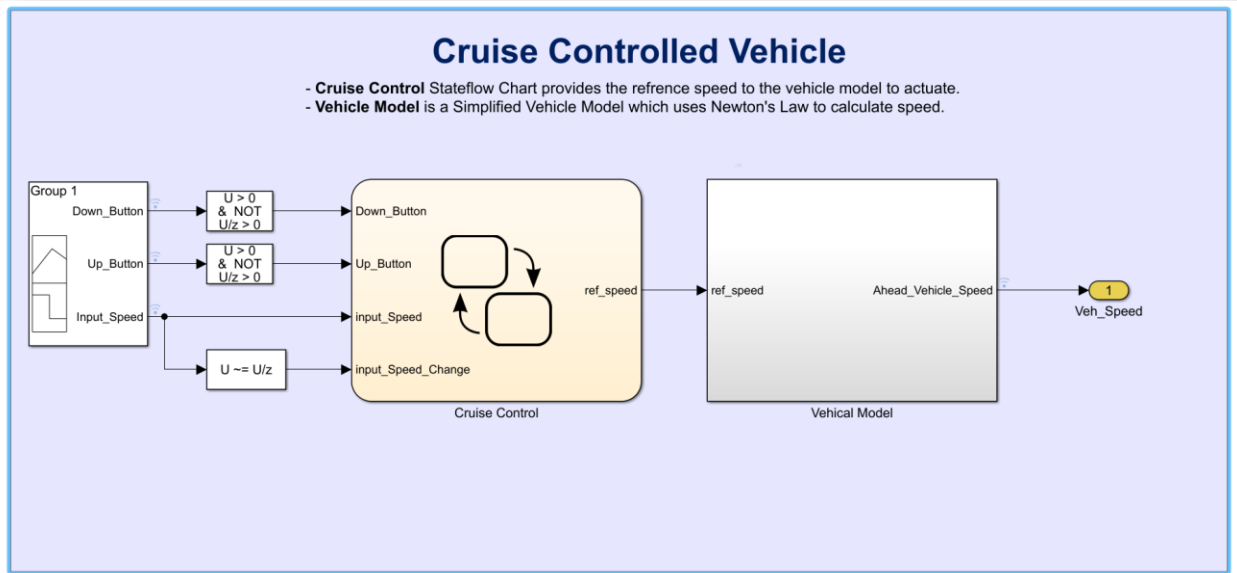 Cruise Controlled Vehicle
- Cruise Control Stateflow Chart provides the refrence speed to the vehicle model to actuate.
- Vehicle Model is a Simplified Vehicle Model which uses Newton's Law to calculate speed.
Group 1
Down_Button
Up_Button
Input_Speed
U > 0
& NOT
U/z > 0
U > 0
& NOT
U/z > 0
U ~= U/z
Down_Button
Up_Button
input_Speed
input_Speed_Change
ref_speed
Cruise Control
ref_speed
Ahead_Vehicle_Speed
Vehical Model
1
Veh_Speed